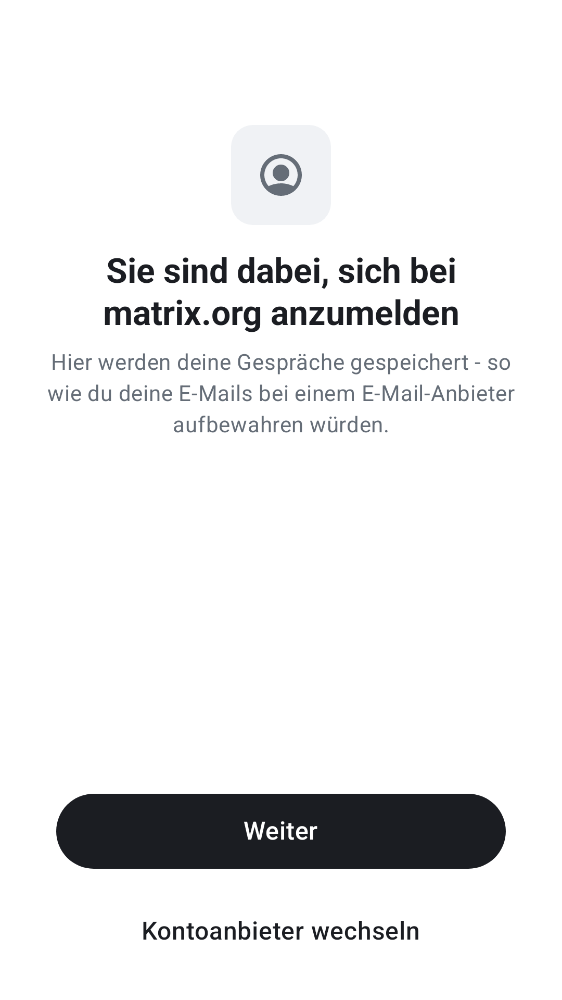 Sie sind dabei, sich bei
matrix.org anzumelden
Hier werden deine Gespräche gespeichert - so
wie du deine E-Mails bei einem E-Mail-Anbieter
aufbewahren würden.
Weiter
Kontoanbieter wechseln